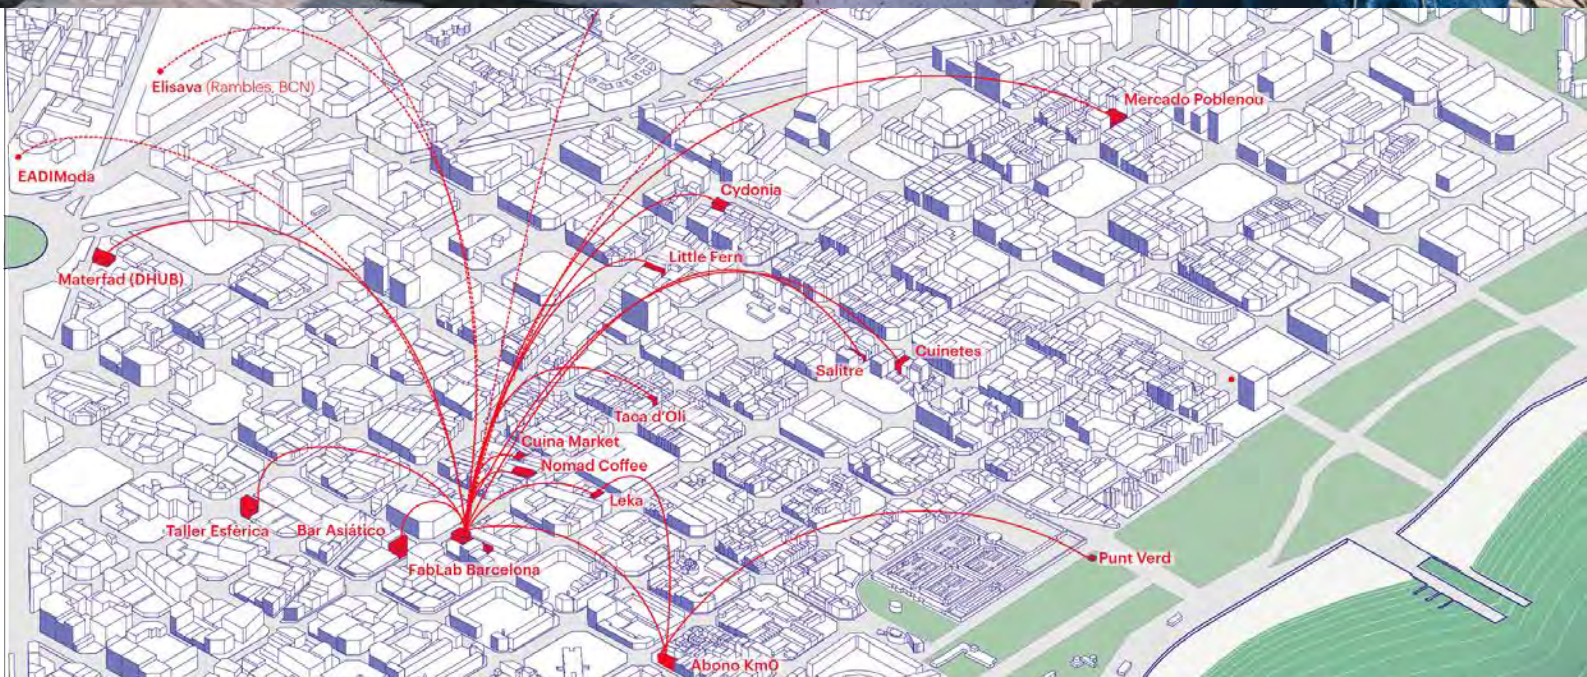 Elisava (Rambles, BCN)
Mercado Poblenou
EADIModa
Cydonia
Little Fern
Materfad (DHUB)
Cuinetes
Salitre
Taca d'Oli
Cuina Market
Nomad Coffee
Leka
Taller Esférica
Bar Asiático
FabLab Barcelona
Punt Verd
Abono Km0